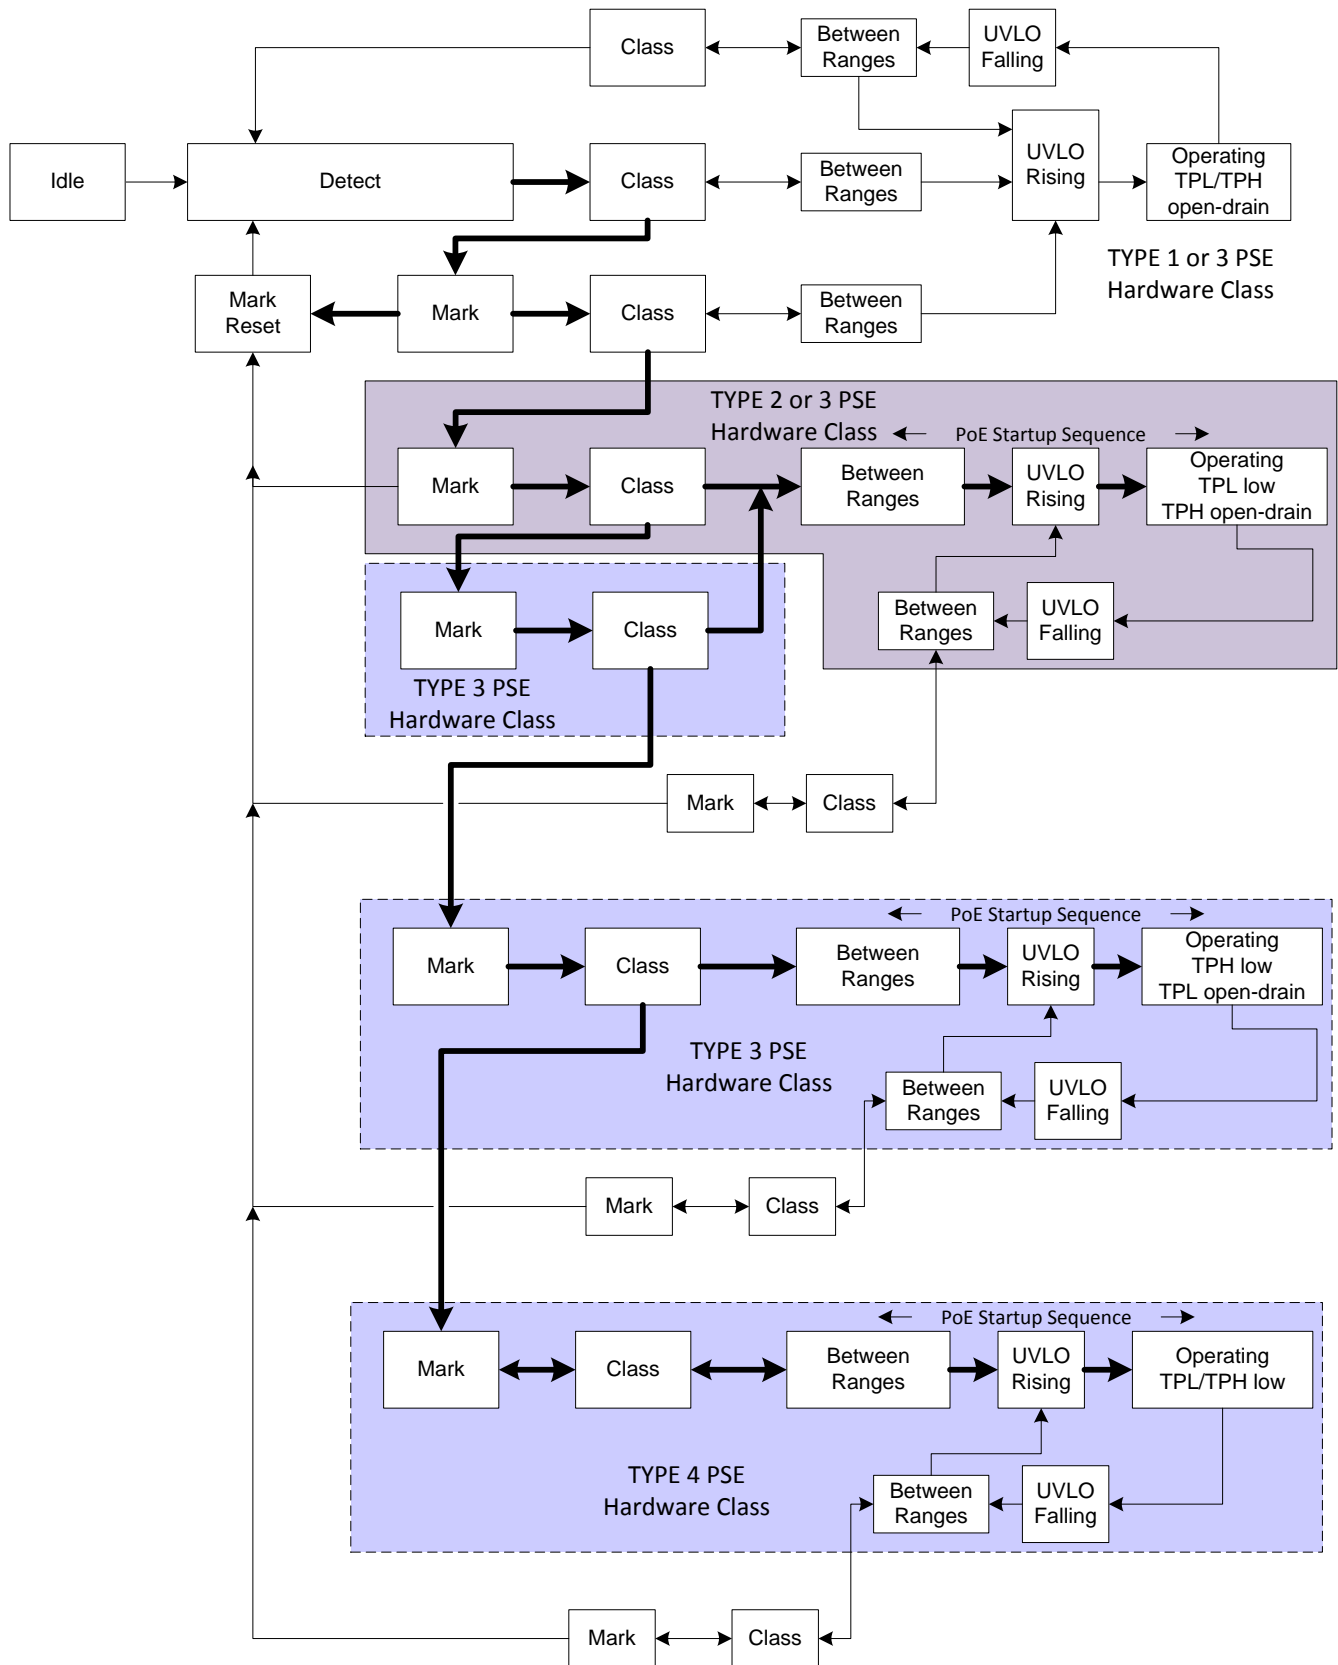 Class
Between
Ranges
UVLO
Falling
Idle
Detect
Class
Between
Ranges
UVLO
Rising
Operating
TPL/TPH
open-drain
TYPE 1 or 3 PSE
Hardware Class
Mark
Reset
Mark
Class
Between
Ranges
TYPE 2 or 3 PSE
Hardware Class
PoE Startup Sequence
Mark
Class
Between
Ranges
UVLO
Rising
Operating
TPL low
TPH open-drain
Mark
Class
Between
Ranges
UVLO
Falling
TYPE 3 PSE
Hardware Class
Mark
Class
PoE Startup Sequence
Mark
Class
Between
Ranges
UVLO
Rising
Operating
TPH low
TPL open-drain
TYPE 3 PSE
Hardware Class
Between
Ranges
UVLO
Falling
Mark
Class
PoE Startup Sequence
Mark
Class
Between
Ranges
UVLO
Rising
Operating
TPL/TPH low
TYPE 4 PSE
Hardware Class
Between
Ranges
UVLO
Falling
Mark
Class